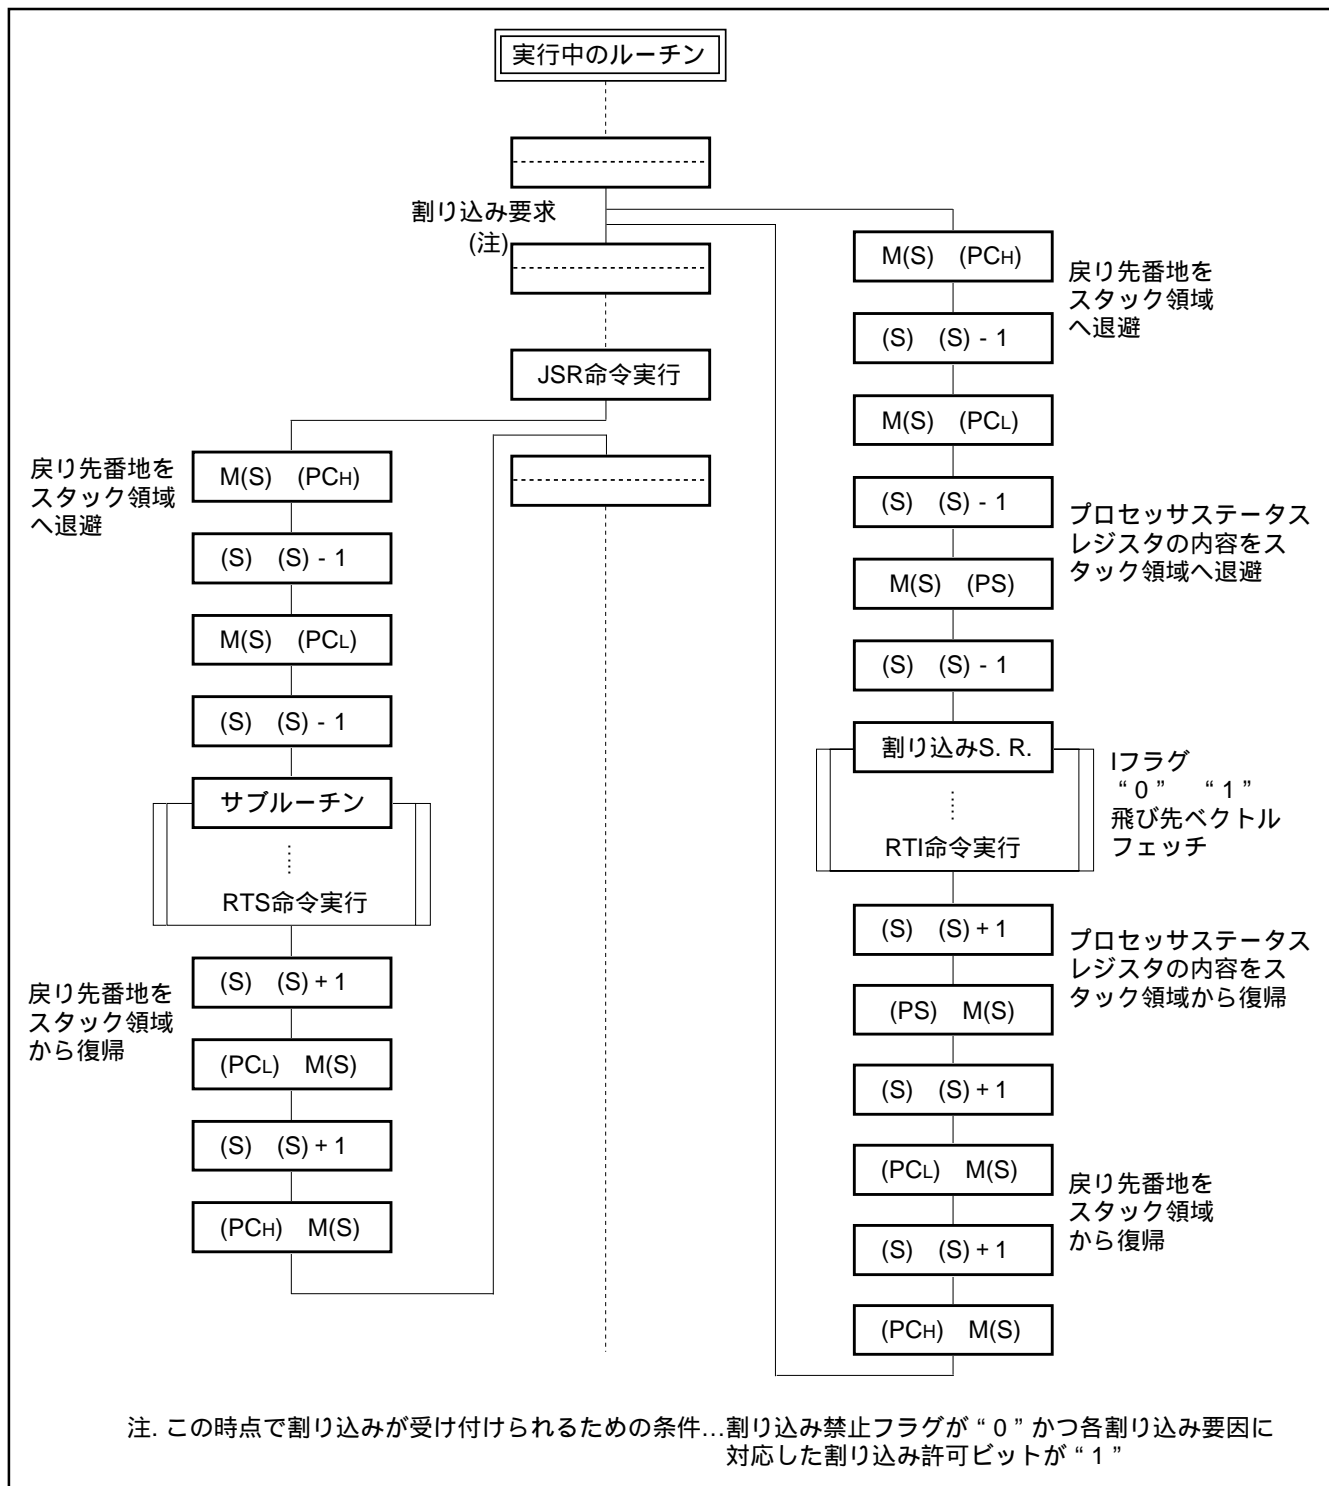 実行中のルーチン
割り込み要求
(注)
JSR命令実行
戻り先番地を
スタック領域
へ退避
M(S) (PCH)
(S) (S) - 1
M(S) (PCL)
(S) (S) - 1
サブルーチン
RTS命令実行
戻り先番地を
スタック領域
から復帰
(S) (S) + 1
(PCL) M(S)
(S) (S) + 1
(PCH) M(S)
M(S) (PCH)
戻り先番地を
スタック領域
へ退避
(S) (S) - 1
M(S) (PCL)
(S) (S) - 1
プロセッサステータス
レジスタの内容をス
タック領域へ退避
M(S) (PS)
(S) (S) - 1
割り込みS. R.
RTI命令実行
Iフラグ
“ 0 ” “ 1 ”
飛び先ベクトル
フェッチ
(S) (S) + 1
プロセッサステータス
レジスタの内容をス
タック領域から復帰
(PS) M(S)
(S) (S) + 1
(PCL) M(S)
戻り先番地を
スタック領域
から復帰
(S) (S) + 1
(PCH) M(S)
注. この時点で割り込みが受け付けられるための条件…割り込み禁止フラグが “ 0 ” かつ各割り込み要因に
対応した割り込み許可ビットが “ 1 ”